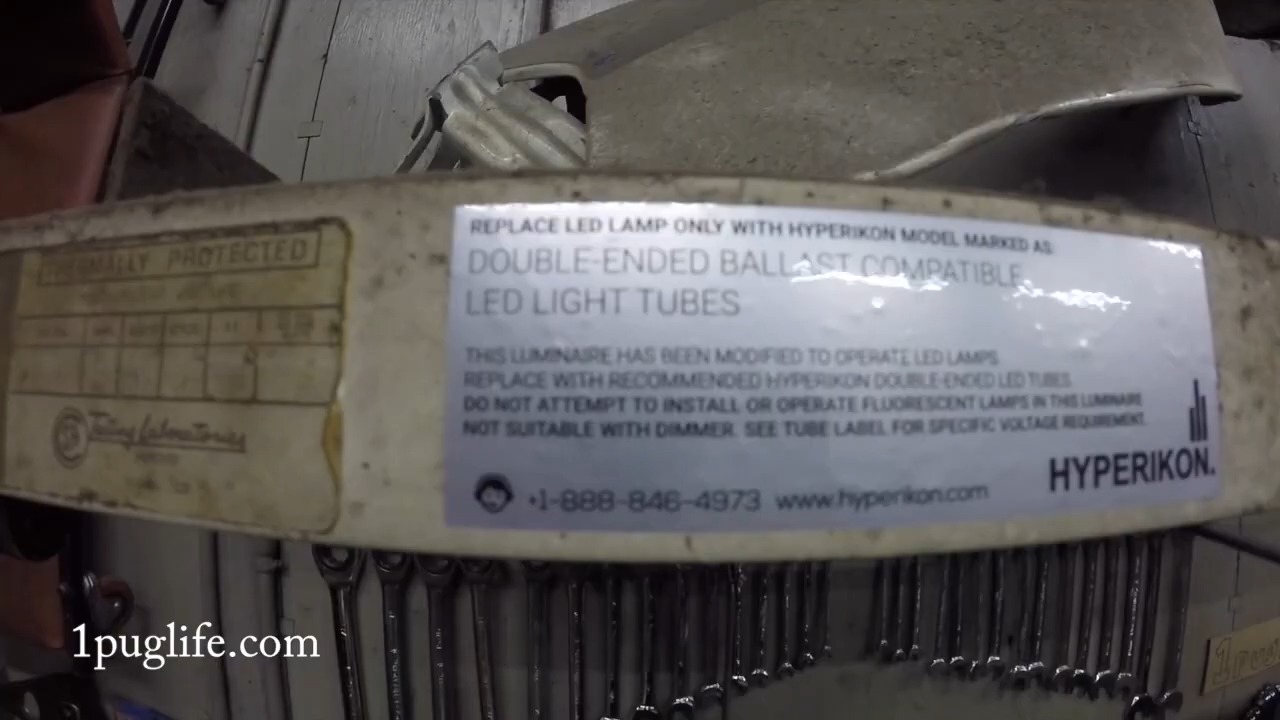 THERMALLY PROTECTED
Testing Laboratories
REPLACE LED LAMP ONLY WITH HYPERIKON MODEL MARKED AS:
DOUBLE-ENDED BALLAST COMPATIBLE
LED LIGHT TUBES
THIS LUMINAIRE HAS BEEN MODIFIED TO OPERATE LED LAMPS.
REPLACE WITH RECOMMENDED HYPERIKON DOUBLE-ENDED LED TUBES.
DO NOT ATTEMPT TO INSTALL OR OPERATE FLUORESCENT LAMPS IN THIS LUMINAIRE
NOT SUITABLE WITH DIMMER. SEE TUBE LABEL FOR SPECIFIC VOLTAGE REQUIREMENT.
HYPERIKON.
+1-888-846-4973 www.hyperikon.com
1puglife.com